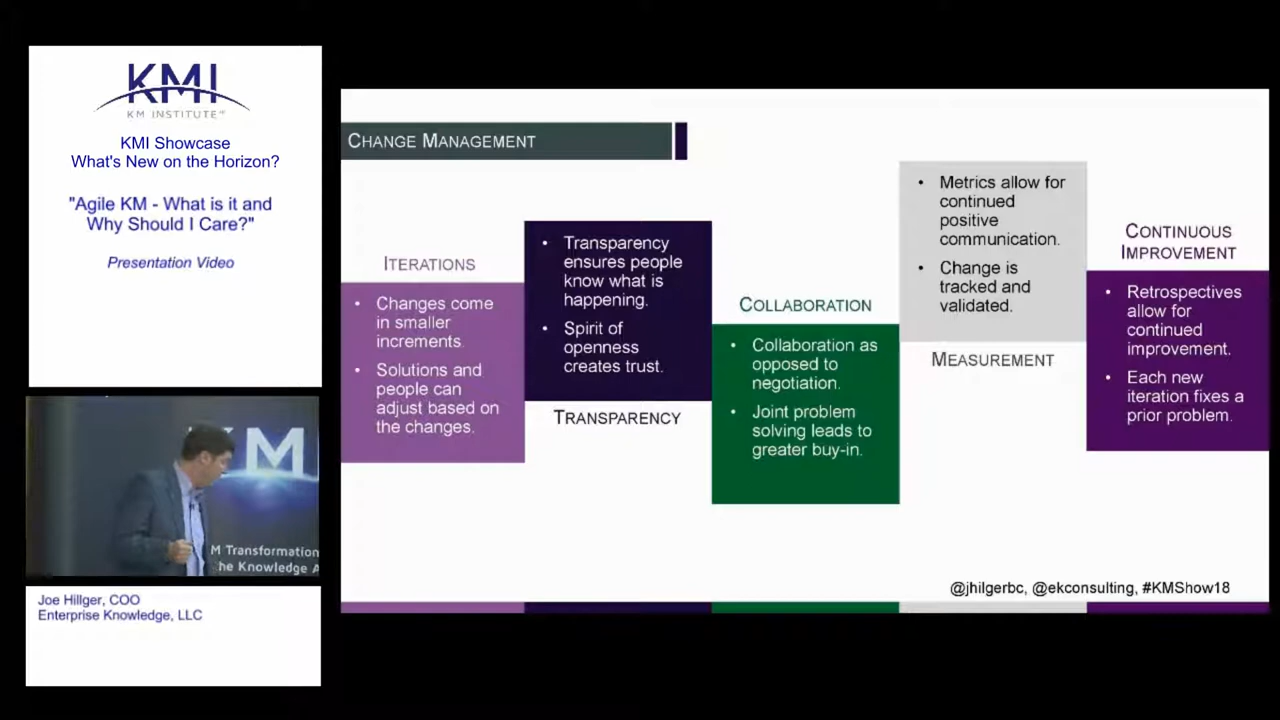 KMI
KM INSTITUTE™
KMI Showcase
What's New on the Horizon?
"Agile KM - What is it and
Why Should I Care?"
Presentation Video
KM
M Transformation
he Knowledge A
Joe Hillger, COO
Enterprise Knowledge, LLC
CHANGE MANAGEMENT
ITERATIONS
• Changes come
in smaller
increments.
• Solutions and
people can
adjust based on
the changes.
• Transparency
ensures people
know what is
happening.
• Spirit of
openness
creates trust.
TRANSPARENCY
COLLABORATION
• Collaboration as
opposed to
negotiation.
• Joint problem
solving leads to
greater buy-in.
• Metrics allow for
continued
positive
communication.
• Change is
tracked and
validated.
MEASUREMENT
CONTINUOUS
IMPROVEMENT
• Retrospectives
allow for
continued
improvement.
• Each new
iteration fixes a
prior problem.
@jhilgerbc, @ekconsulting, #KMShow18